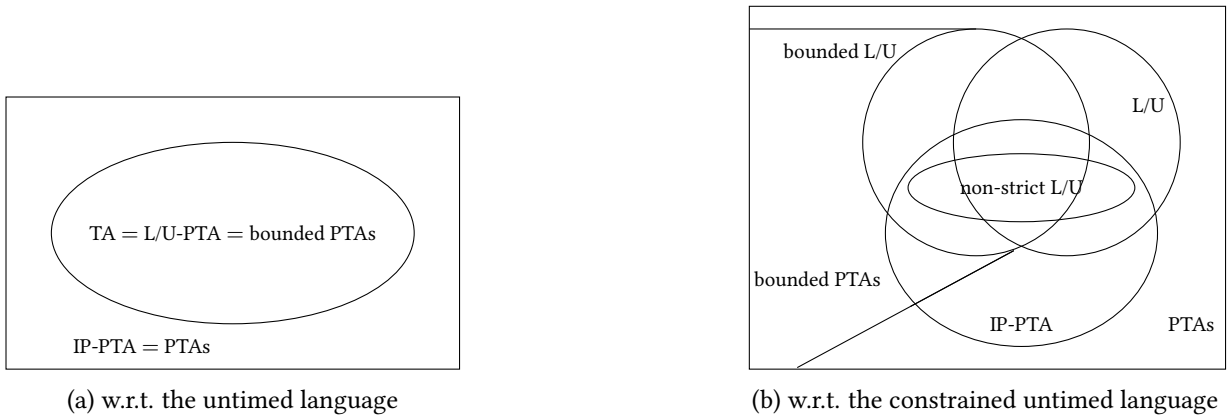 TA = L/U-PTA = bounded PTAs
IP-PTA = PTAs
(a) w.r.t. the untimed language
bounded L/U
L/U
non-strict L/U
bounded PTAs
IP-PTA
PTAs
(b) w.r.t. the constrained untimed language